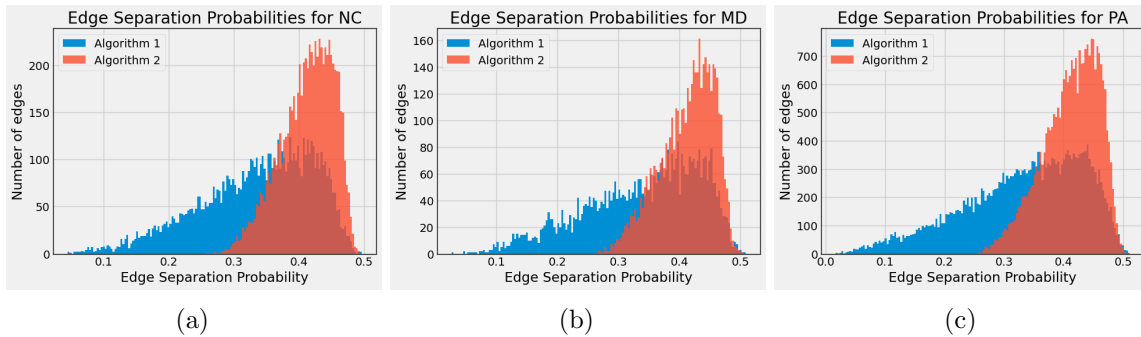 Edge Separation Probabilities for NC
Algorithm 1
Algorithm 2
Number of edges
200
150
100
50
0
0.1 0.2 0.3 0.4 0.5
Edge Separation Probability
(a)
Edge Separation Probabilities for MD
Algorithm 1
Algorithm 2
Number of edges
160
140
120
100
80
60
40
20
0
0.1 0.2 0.3 0.4 0.5
Edge Separation Probability
(b)
Edge Separation Probabilities for PA
Algorithm 1
Algorithm 2
Number of edges
700
600
500
400
300
200
100
0
0.0 0.1 0.2 0.3 0.4 0.5
Edge Separation Probability
(c)